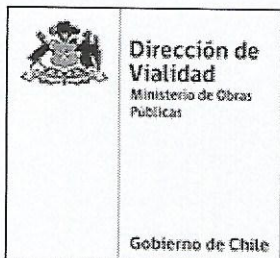 Dirección de
Vialidad
Ministerio de Obras
Públicas
Gobierno de Chile